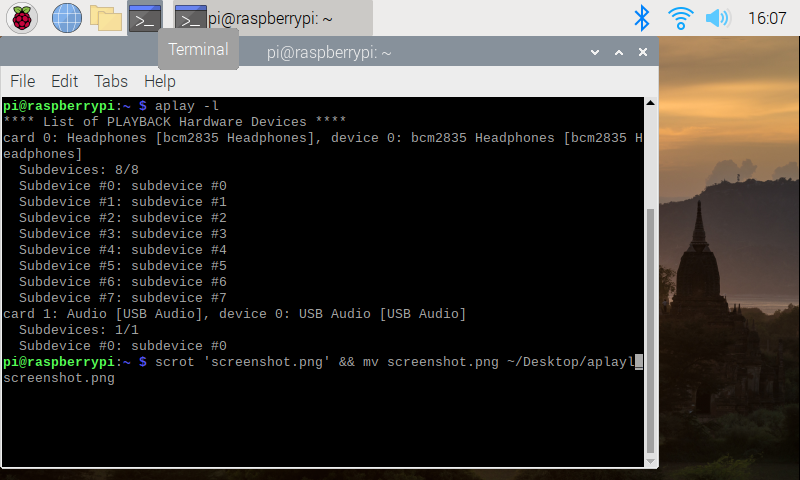 pi@raspberrypi: ~
16:07
Terminal
pi@raspberrypi: ~
File Edit Tabs Help
pi@raspberrypi:~ $ aplay -l
**** List of PLAYBACK Hardware Devices ****
card 0: Headphones [bcm2835 Headphones], device 0: bcm2835 Headphones [bcm2835 H
eadphones]
  Subdevices: 8/8
  Subdevice #0: subdevice #0
  Subdevice #1: subdevice #1
  Subdevice #2: subdevice #2
  Subdevice #3: subdevice #3
  Subdevice #4: subdevice #4
  Subdevice #5: subdevice #5
  Subdevice #6: subdevice #6
  Subdevice #7: subdevice #7
card 1: Audio [USB Audio], device 0: USB Audio [USB Audio]
  Subdevices: 1/1
  Subdevice #0: subdevice #0
pi@raspberrypi:~ $ scrot 'screenshot.png' && mv screenshot.png ~/Desktop/aplayl_
screenshot.png